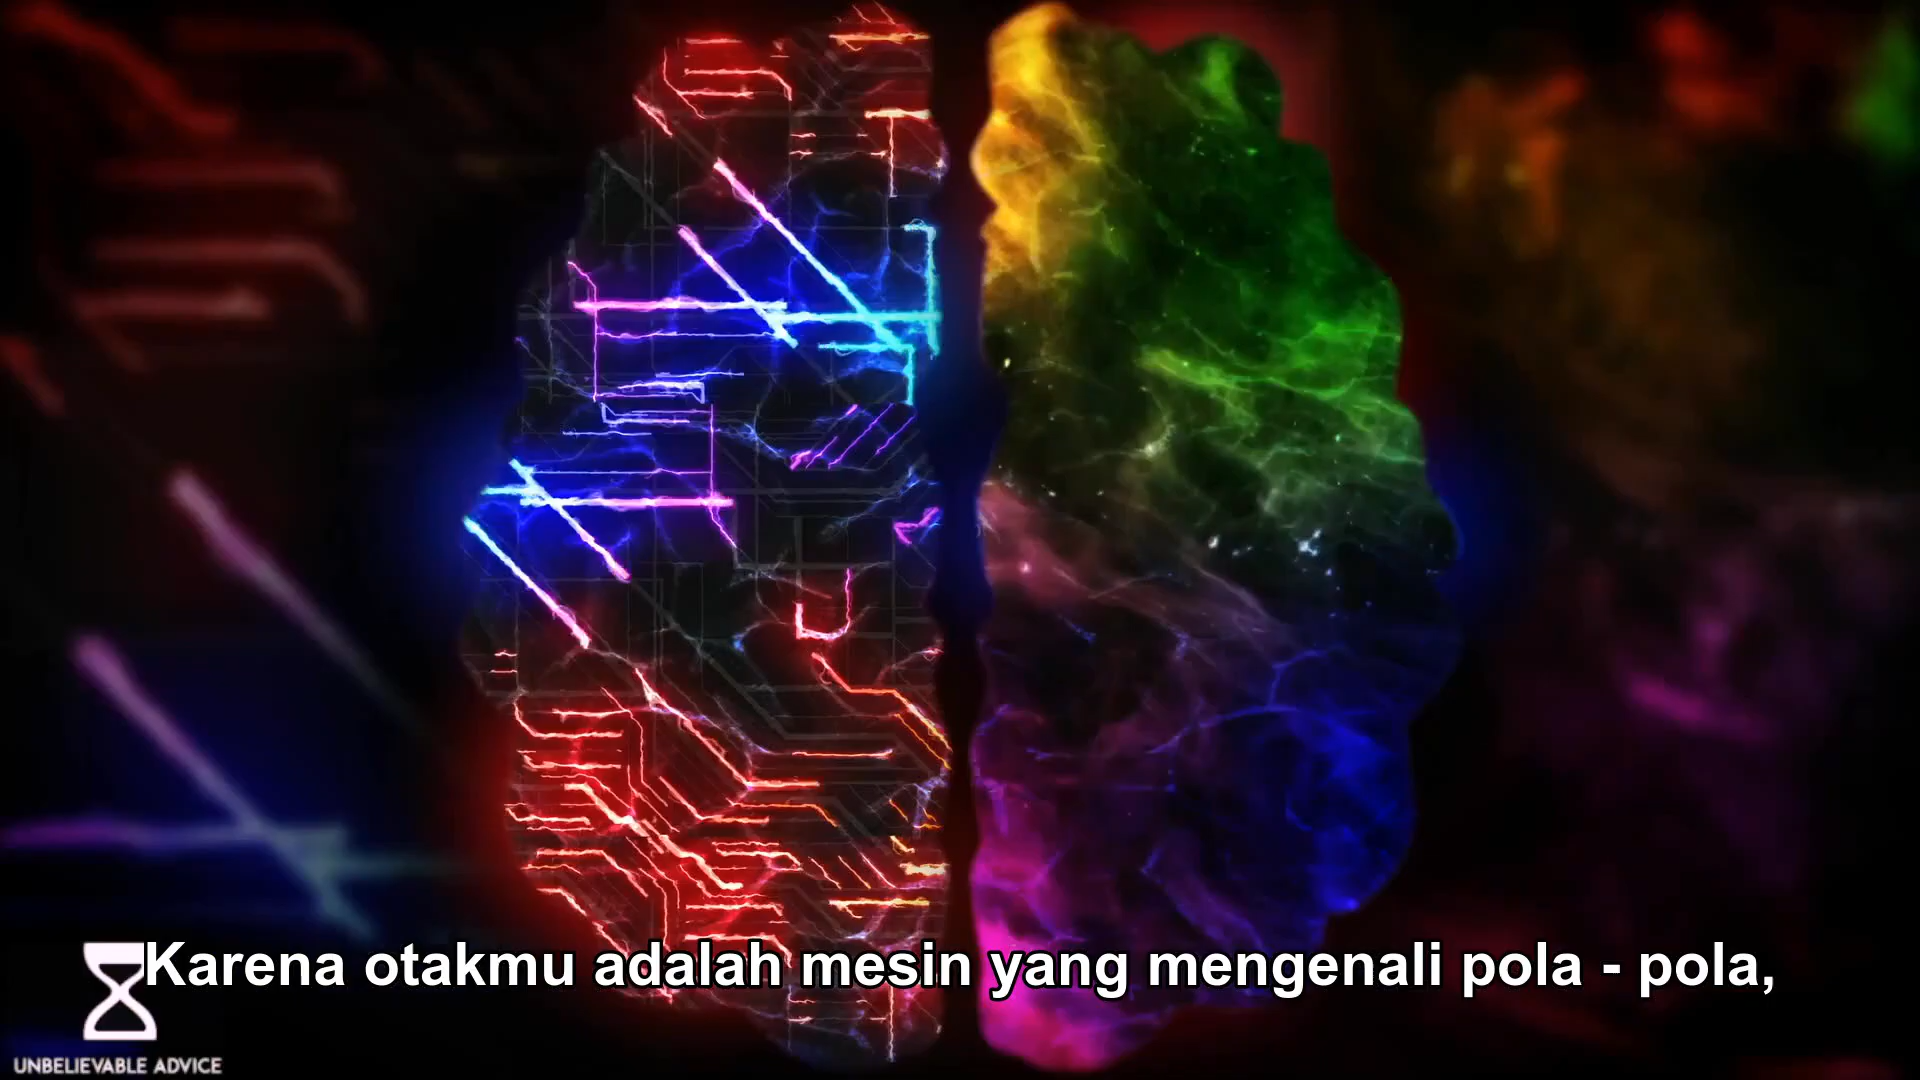 Karena otakmu adalah mesin yang mengenali pola - pola,
UNBELIEVABLE ADVICE